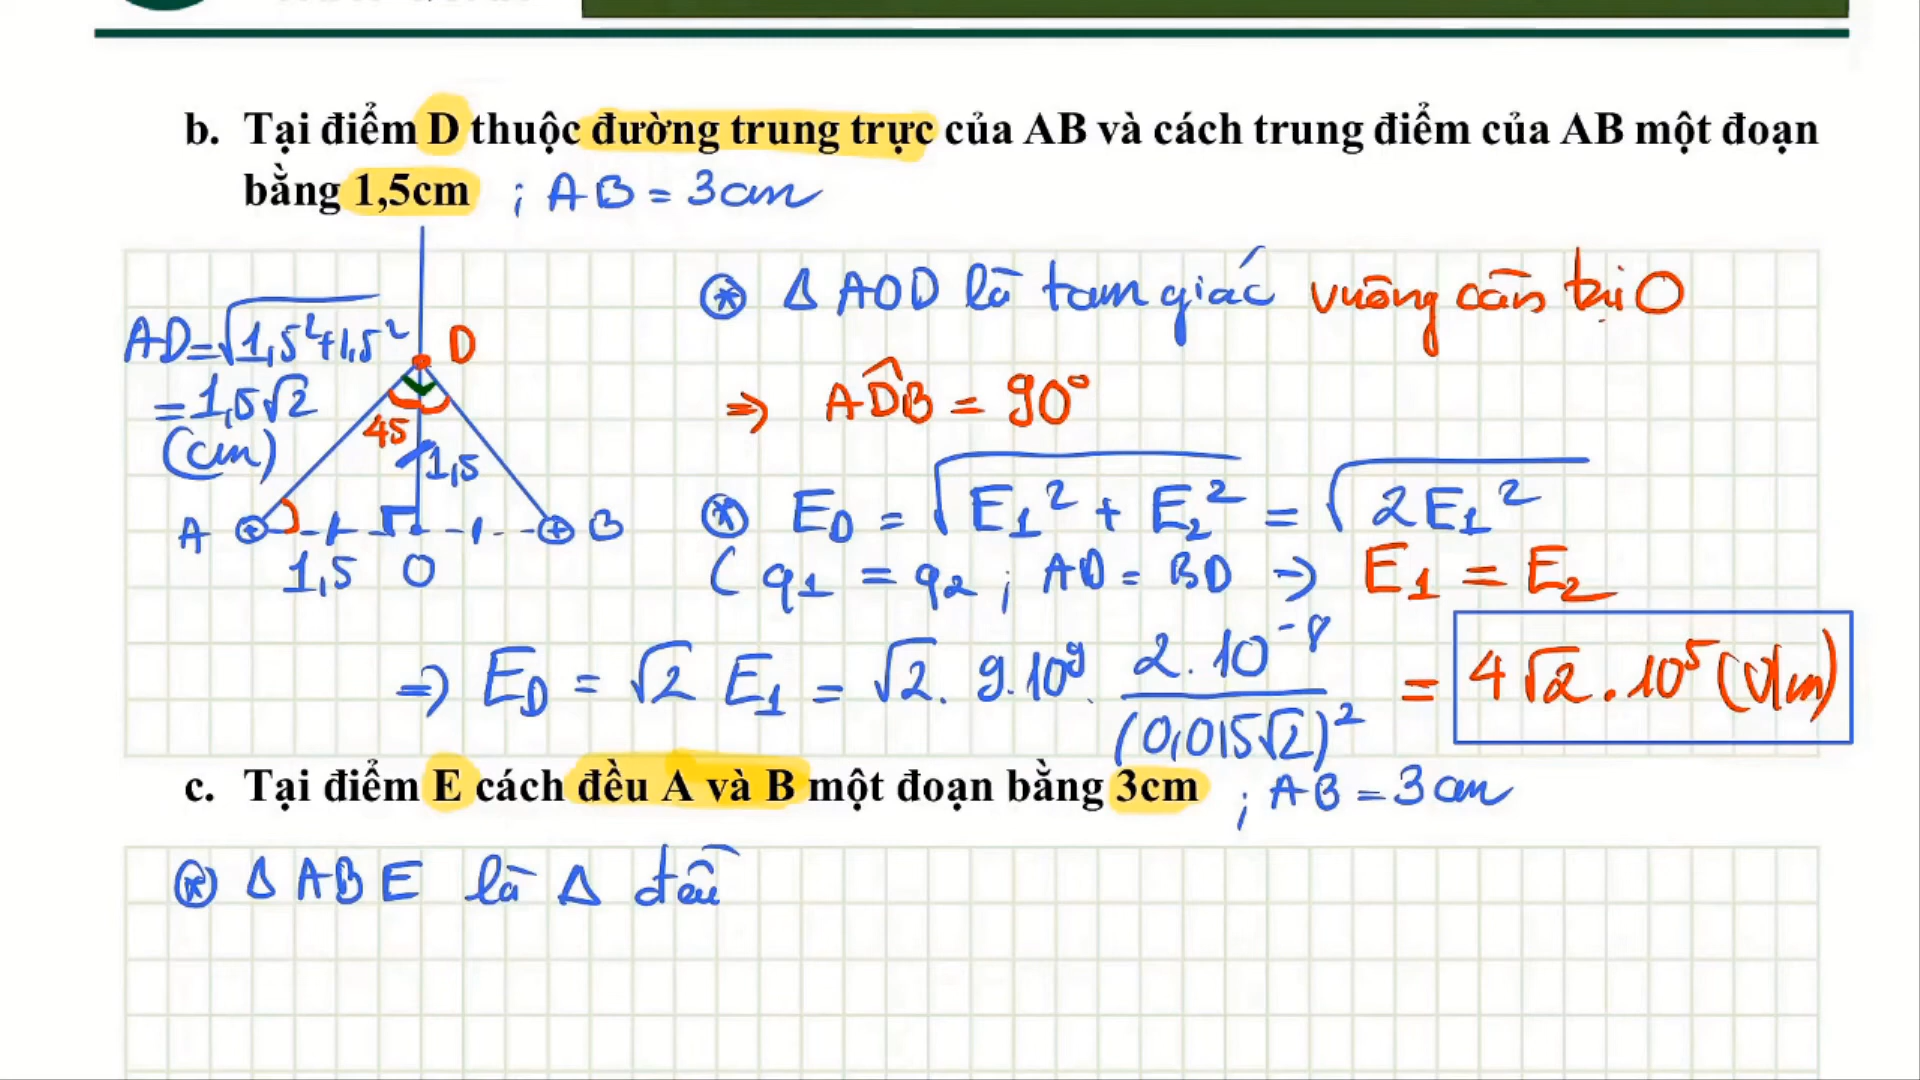 b. Tại điểm D thuộc đường trung trực của AB và cách trung điểm của AB một đoạn
bằng 1,5cm ; AB = 3cm
AD = √1,5² + 1,5²
= 1,5√2
(cm)
D
45
1,5
A
B
1,5 O
⊛ Δ AOD là tam giác vuông cân tại O
⇒ ADB̂ = 90°
⊛ E_D = √E₁² + E₂² = √2E₁²
(q₁ = q₂ ; AD = BD ⇒ E₁ = E₂
⇒ E_D = √2 E₁ = √2 . 9.10⁹ . 2.10⁻⁸ / (0,015√2)² = 4√2 . 10⁵ (V/m)
c. Tại điểm E cách đều A và B một đoạn bằng 3cm ; AB = 3cm
⊛ Δ ABE là Δ đều